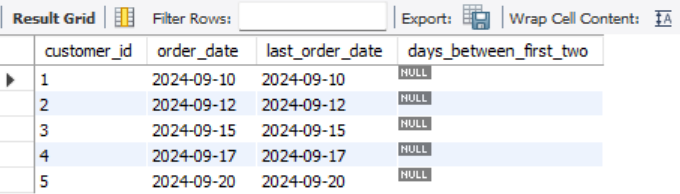 Result Grid Filter Rows: Export: Wrap Cell Content: IA
customer_id order_date last_order_date days_between_first_two
1 2024-09-10 2024-09-10 NULL
2 2024-09-12 2024-09-12 NULL
3 2024-09-15 2024-09-15 NULL
4 2024-09-17 2024-09-17 NULL
5 2024-09-20 2024-09-20 NULL